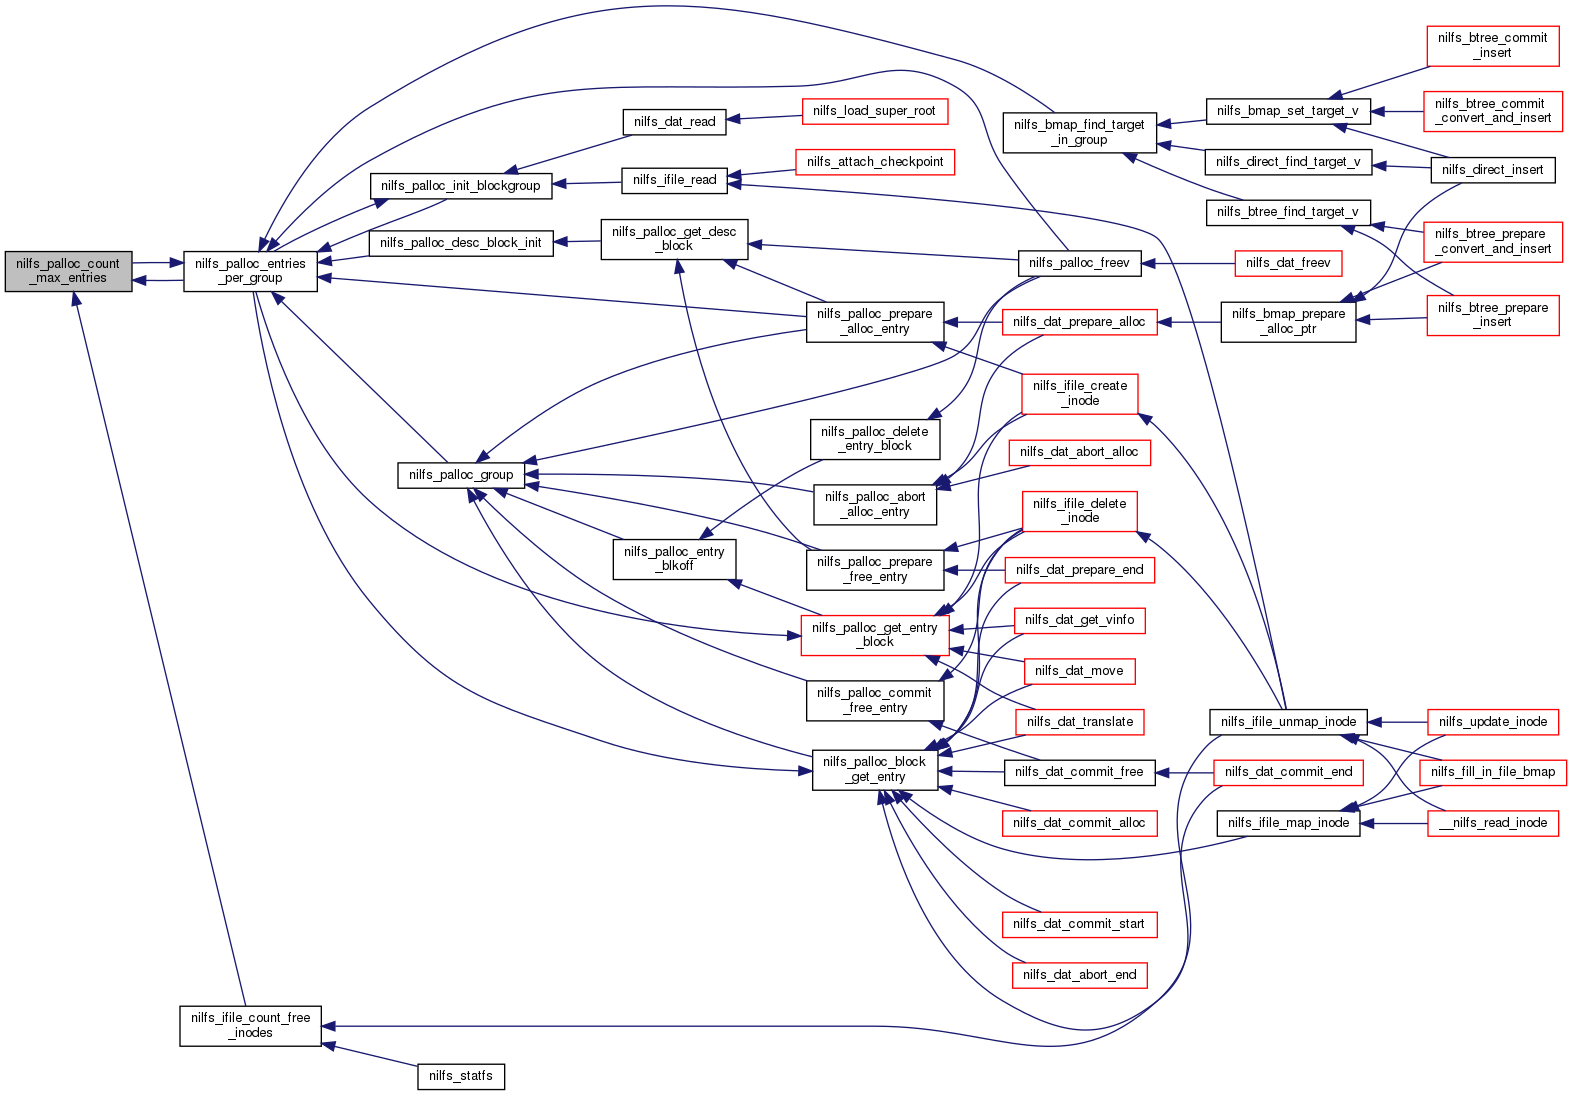 nilfs_palloc_count
_max_entries
nilfs_palloc_entries
_per_group
nilfs_ifile_count_free
_inodes
nilfs_palloc_init_blockgroup
nilfs_palloc_desc_block_init
nilfs_palloc_group
nilfs_statfs
nilfs_dat_read
nilfs_ifile_read
nilfs_palloc_get_desc
_block
nilfs_palloc_entry
_blkoff
nilfs_load_super_root
nilfs_attach_checkpoint
nilfs_palloc_prepare
_alloc_entry
nilfs_palloc_delete
_entry_block
nilfs_palloc_abort
_alloc_entry
nilfs_palloc_prepare
_free_entry
nilfs_palloc_get_entry
_block
nilfs_palloc_commit
_free_entry
nilfs_palloc_block
_get_entry
nilfs_bmap_find_target
_in_group
nilfs_palloc_freev
nilfs_dat_prepare_alloc
nilfs_ifile_create
_inode
nilfs_dat_abort_alloc
nilfs_ifile_delete
_inode
nilfs_dat_prepare_end
nilfs_dat_get_vinfo
nilfs_dat_move
nilfs_dat_translate
nilfs_dat_commit_free
nilfs_dat_commit_alloc
nilfs_dat_commit_start
nilfs_dat_abort_end
nilfs_bmap_set_target_v
nilfs_direct_find_target_v
nilfs_btree_find_target_v
nilfs_dat_freev
nilfs_bmap_prepare
_alloc_ptr
nilfs_ifile_unmap_inode
nilfs_dat_commit_end
nilfs_ifile_map_inode
nilfs_btree_commit
_insert
nilfs_btree_commit
_convert_and_insert
nilfs_direct_insert
nilfs_btree_prepare
_convert_and_insert
nilfs_btree_prepare
_insert
nilfs_update_inode
nilfs_fill_in_file_bmap
__nilfs_read_inode